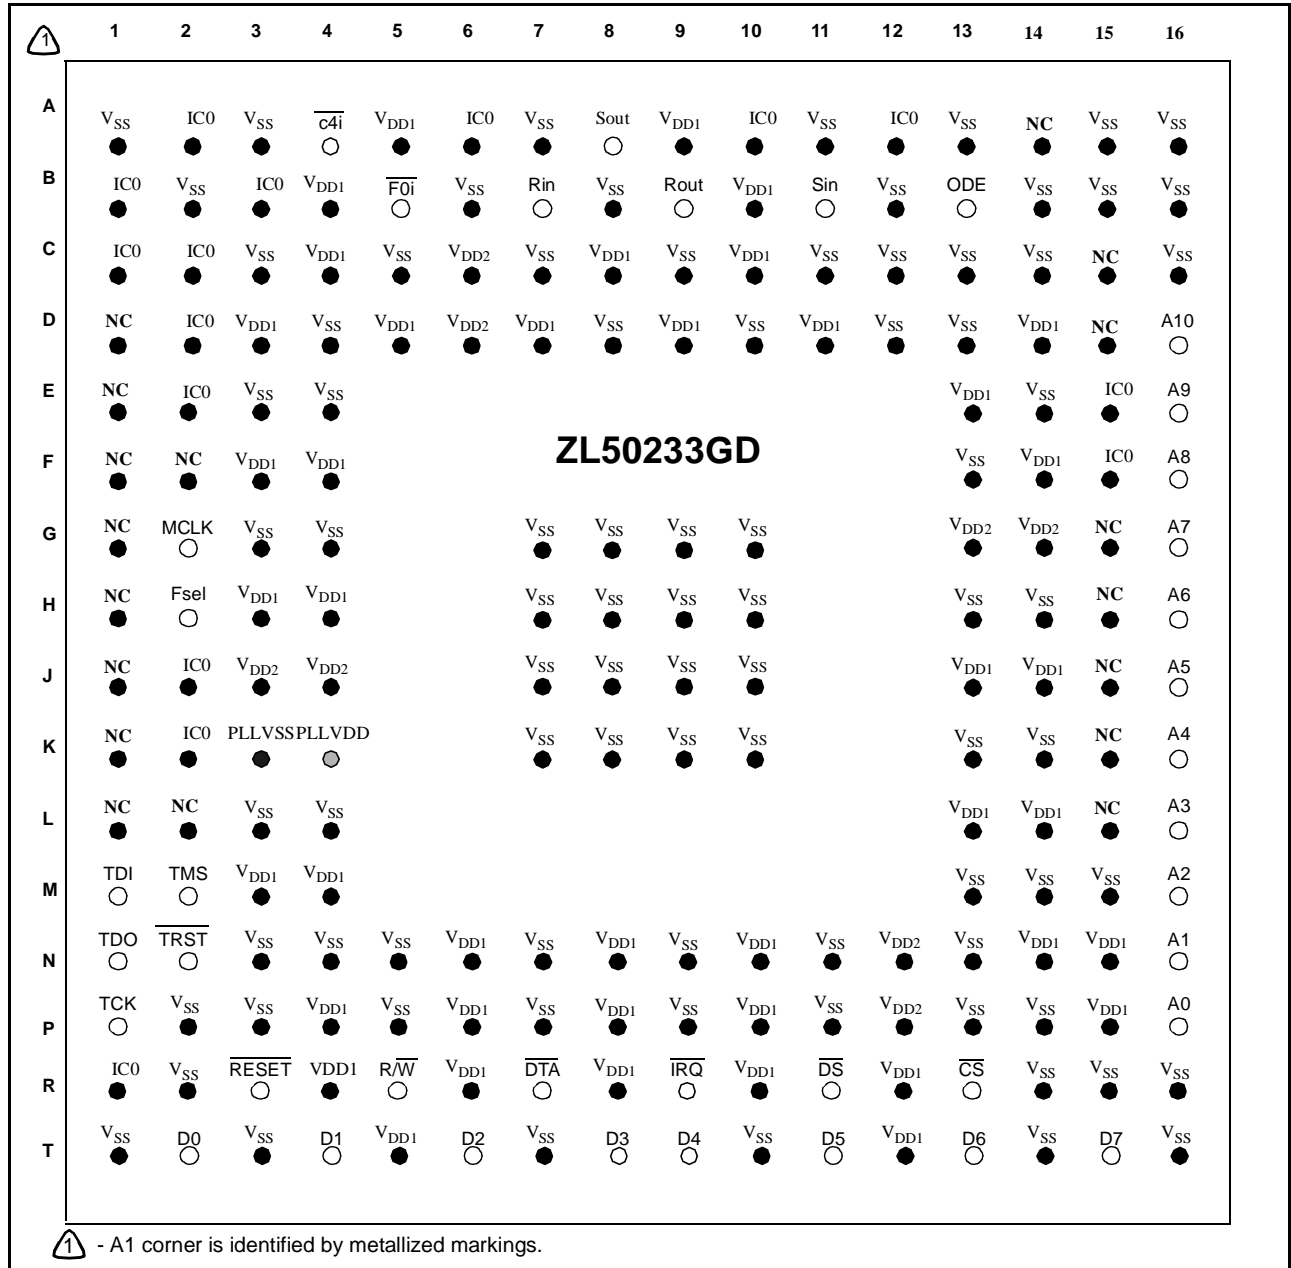 1 1 2 3 4 5 6 7 8 9 10 11 12 13 14 15 16
A VSS IC0 VSS c4i VDD1 IC0 VSS Sout VDD1 IC0 VSS IC0 VSS NC VSS VSS
B IC0 VSS IC0 VDD1 F0i VSS Rin VSS Rout VDD1 Sin VSS ODE VSS VSS VSS
C IC0 IC0 VSS VDD1 VSS VDD2 VSS VDD1 VSS VDD1 VSS VSS VSS VSS NC VSS
D NC IC0 VDD1 VSS VDD1 VDD2 VDD1 VSS VDD1 VSS VDD1 VSS VSS VDD1 NC A10
E NC IC0 VSS VSS VDD1 VSS IC0 A9
ZL50233GD
F NC NC VDD1 VDD1 VSS VDD1 IC0 A8
G NC MCLK VSS VSS VSS VSS VSS VSS VDD2 VDD2 NC A7
H NC Fsel VDD1 VDD1 VSS VSS VSS VSS VSS VSS NC A6
J NC IC0 VDD2 VDD2 VSS VSS VSS VSS VDD1 VDD1 NC A5
K NC IC0 PLLVSS PLLVDD VSS VSS VSS VSS VSS VSS NC A4
L NC NC VSS VSS VDD1 VDD1 NC A3
M TDI TMS VDD1 VDD1 VSS VSS VSS A2
N TDO TRST VSS VSS VSS VDD1 VSS VDD1 VSS VDD1 VSS VDD2 VSS VDD1 VDD1 A1
P TCK VSS VSS VDD1 VSS VDD1 VSS VDD1 VSS VDD1 VSS VDD2 VSS VSS VDD1 A0
R IC0 VSS RESET VDD1 R/W VDD1 DTA VDD1 IRQ VDD1 DS VDD1 CS VSS VSS VSS
T VSS D0 VSS D1 VDD1 D2 VSS D3 D4 VSS D5 VDD1 D6 VSS D7 VSS
1 - A1 corner is identified by metallized markings.